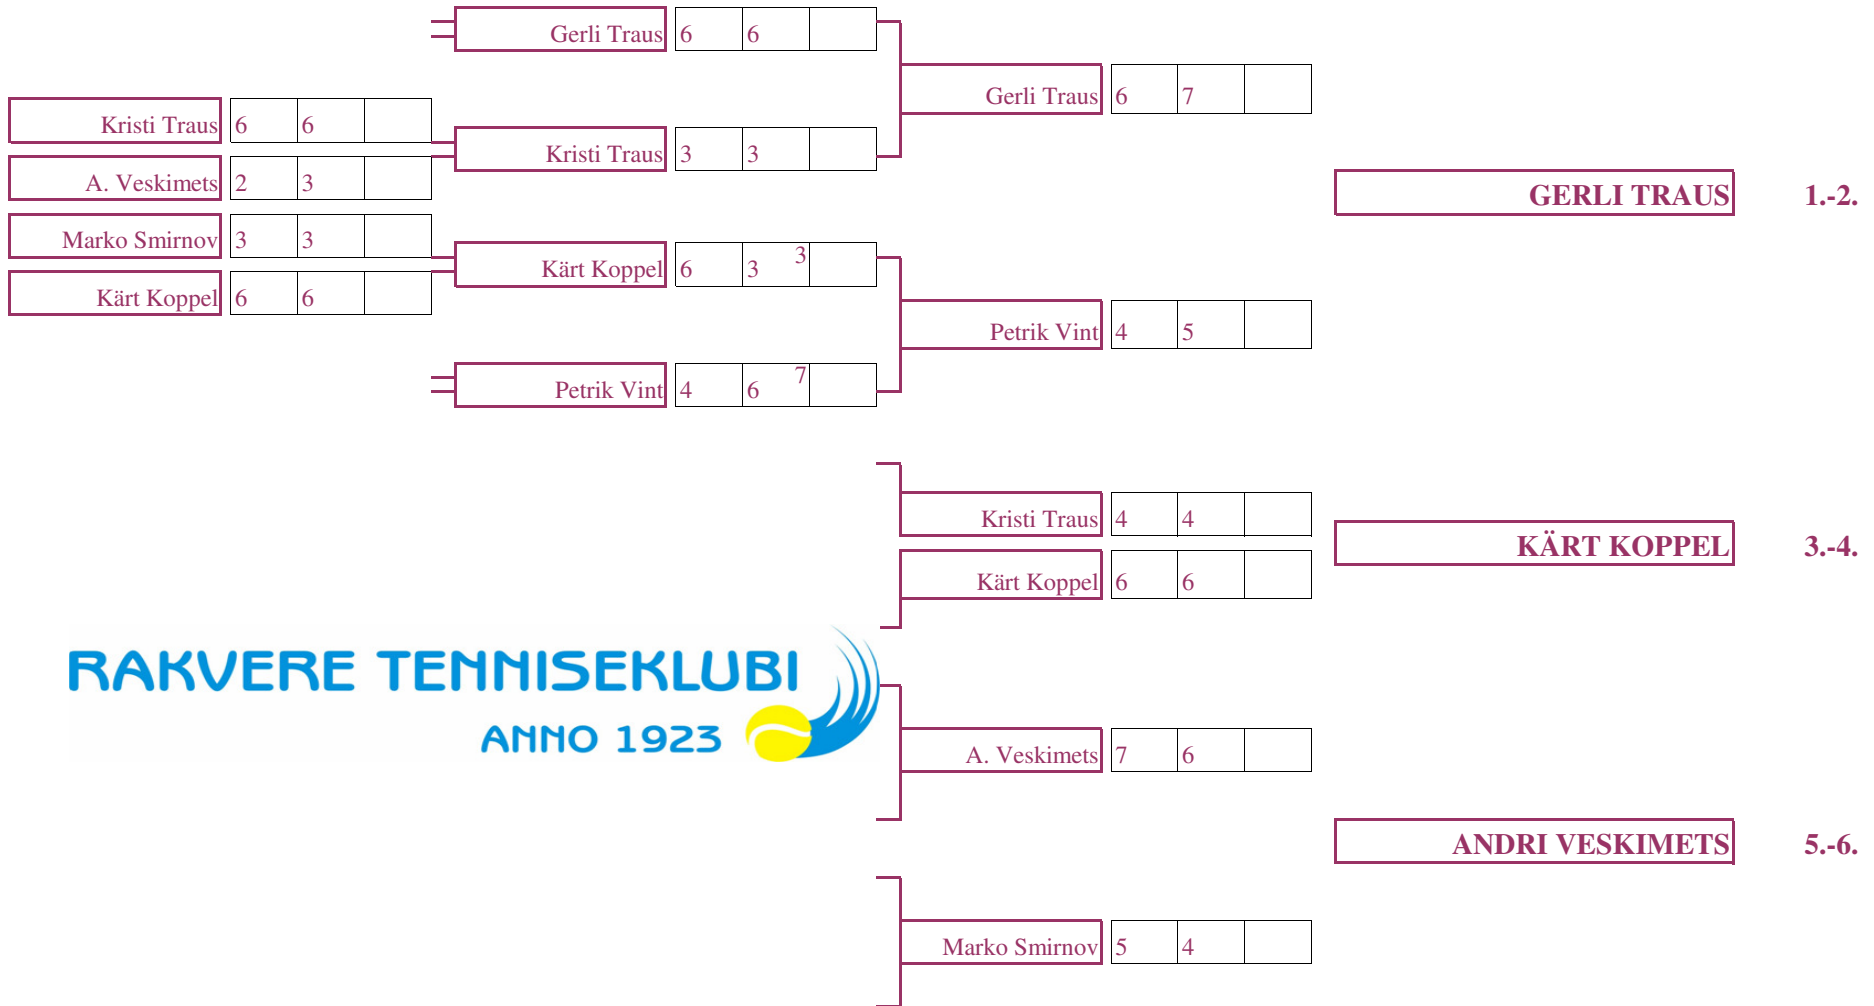 Gerli Traus 6 6
Gerli Traus 6 7
Kristi Traus 6 6
Kristi Traus 3 3
A. Veskimets 2 3
GERLI TRAUS 1.-2.
Marko Smirnov 3 3
Kärt Koppel 6 3 3
Kärt Koppel 6 6
Petrik Vint 4 5
Petrik Vint 4 6 7
Kristi Traus 4 4
KÄRT KOPPEL 3.-4.
Kärt Koppel 6 6
RAKVERE TENNISEKLUBI
ANNO 1923
A. Veskimets 7 6
ANDRI VESKIMETS 5.-6.
Marko Smirnov 5 4